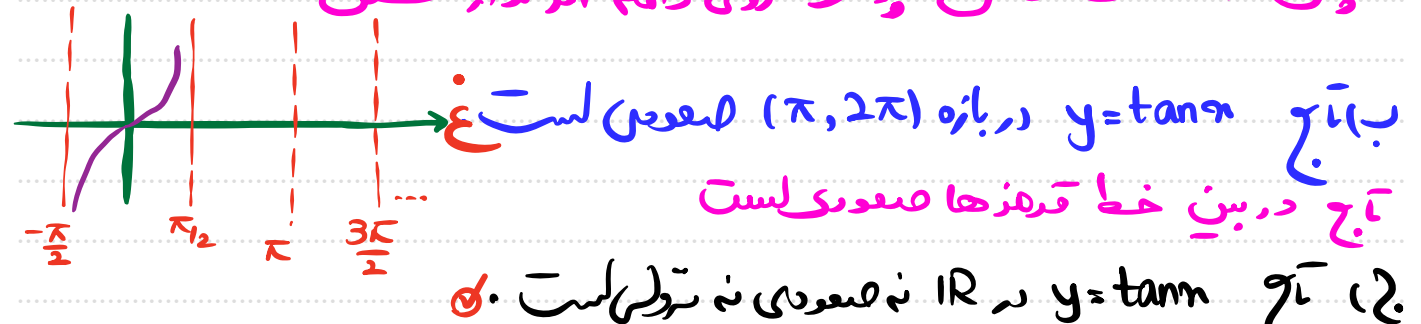 ب) تابع y=tanx در بازه (π, 2π) صعودی است غ
تابع در بین خط قرمزها صعودی است
ج) تابع y=tanx در IR نه صعودی نه نزولی است.
-π/2 π/2 π 3π/2 ...